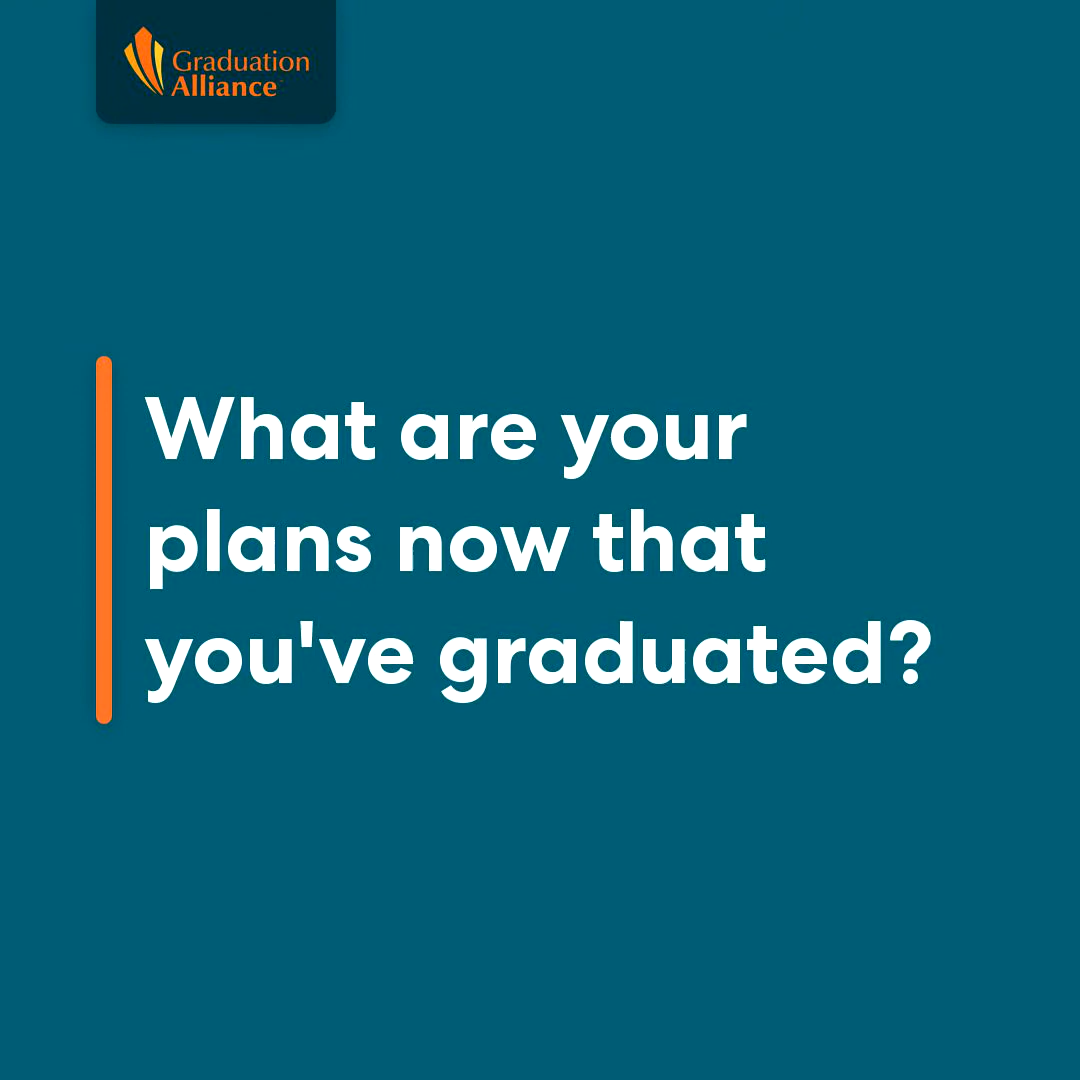 Graduation
Alliance
What are your
plans now that
you've graduated?